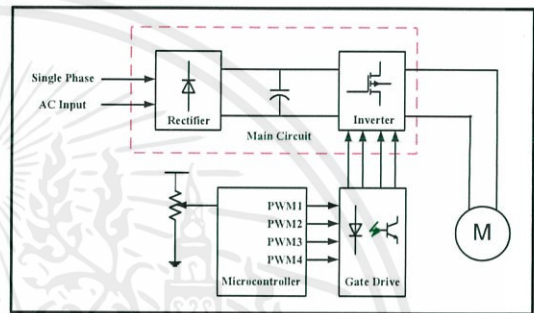 Single Phase
AC Input
Rectifier
Main Circuit
Inverter
PWM1
PWM2
PWM3
PWM4
Microcontroller
Gate Drive
M